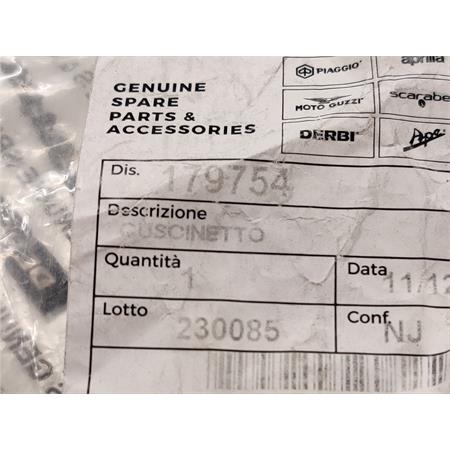 GENUINE
SPARE
PARTS &
ACCESSORIES
PIAGGIO
aprilia
MOTO GUZZI
scarabe
DERBI
Ape
Dis. 179754
Descrizione
CUSCINETTO
Quantità
1
Data
11/12
Lotto
230085
Conf.
NJ